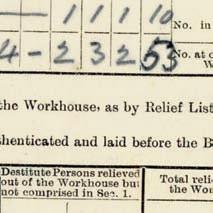 — 1 1 1 10
No. in
4 - 2 3 2 53
No. at c
W
the Workhouse, as by Relief List
thenticated and laid before the B
Destitute Persons relieved
out of the Workhouse but
not comprised in Sec. 1.
Total relie
the Wor